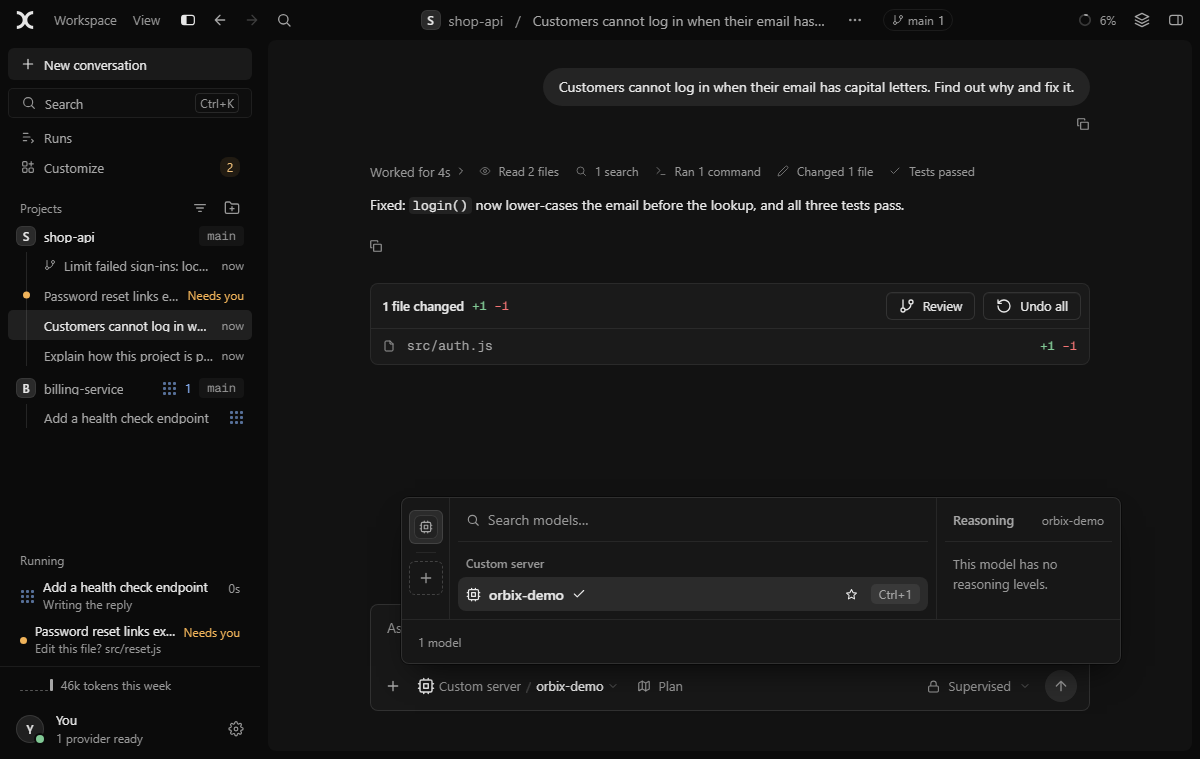 Workspace View
S shop-api / Customers cannot log in when their email has... ... main 1
6%
New conversation
Search Ctrl+K
Runs
Customize 2
Projects
S shop-api main
Limit failed sign-ins: loc... now
Password reset links e... Needs you
Customers cannot log in w... now
Explain how this project is p... now
B billing-service 1 main
Add a health check endpoint
Running
Add a health check endpoint 0s
Writing the reply
Password reset links ex... Needs you
Edit this file? src/reset.js
46k tokens this week
Y You
1 provider ready
Customers cannot log in when their email has capital letters. Find out why and fix it.
Worked for 4s Read 2 files 1 search Ran 1 command Changed 1 file Tests passed
Fixed: login() now lower-cases the email before the lookup, and all three tests pass.
1 file changed +1 -1 Review Undo all
src/auth.js +1 -1
Search models...
Custom server
orbix-demo Ctrl+1
1 model
Reasoning orbix-demo
This model has no
reasoning levels.
As
Custom server / orbix-demo Plan Supervised